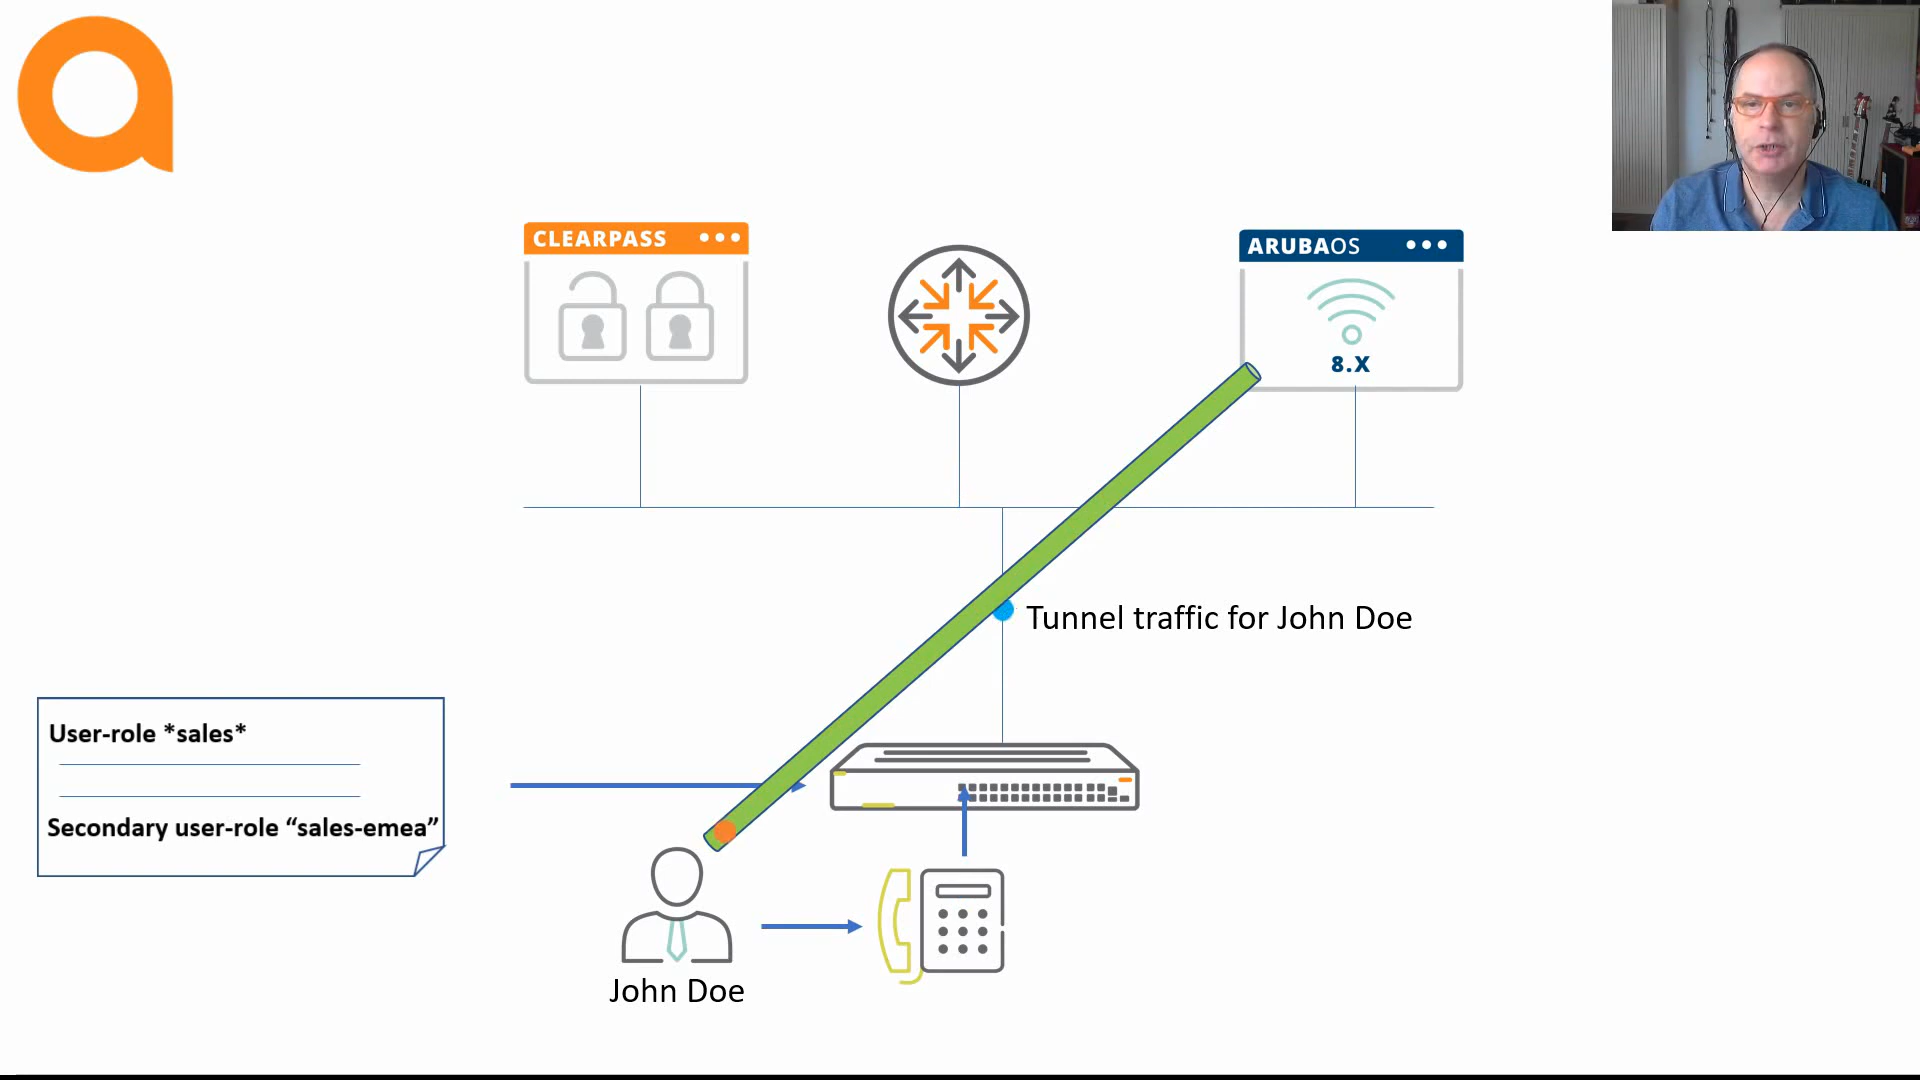 CLEARPASS
ARUBAOS
8.X
Tunnel traffic for John Doe
User-role *sales*
Secondary user-role “sales-emea”
John Doe